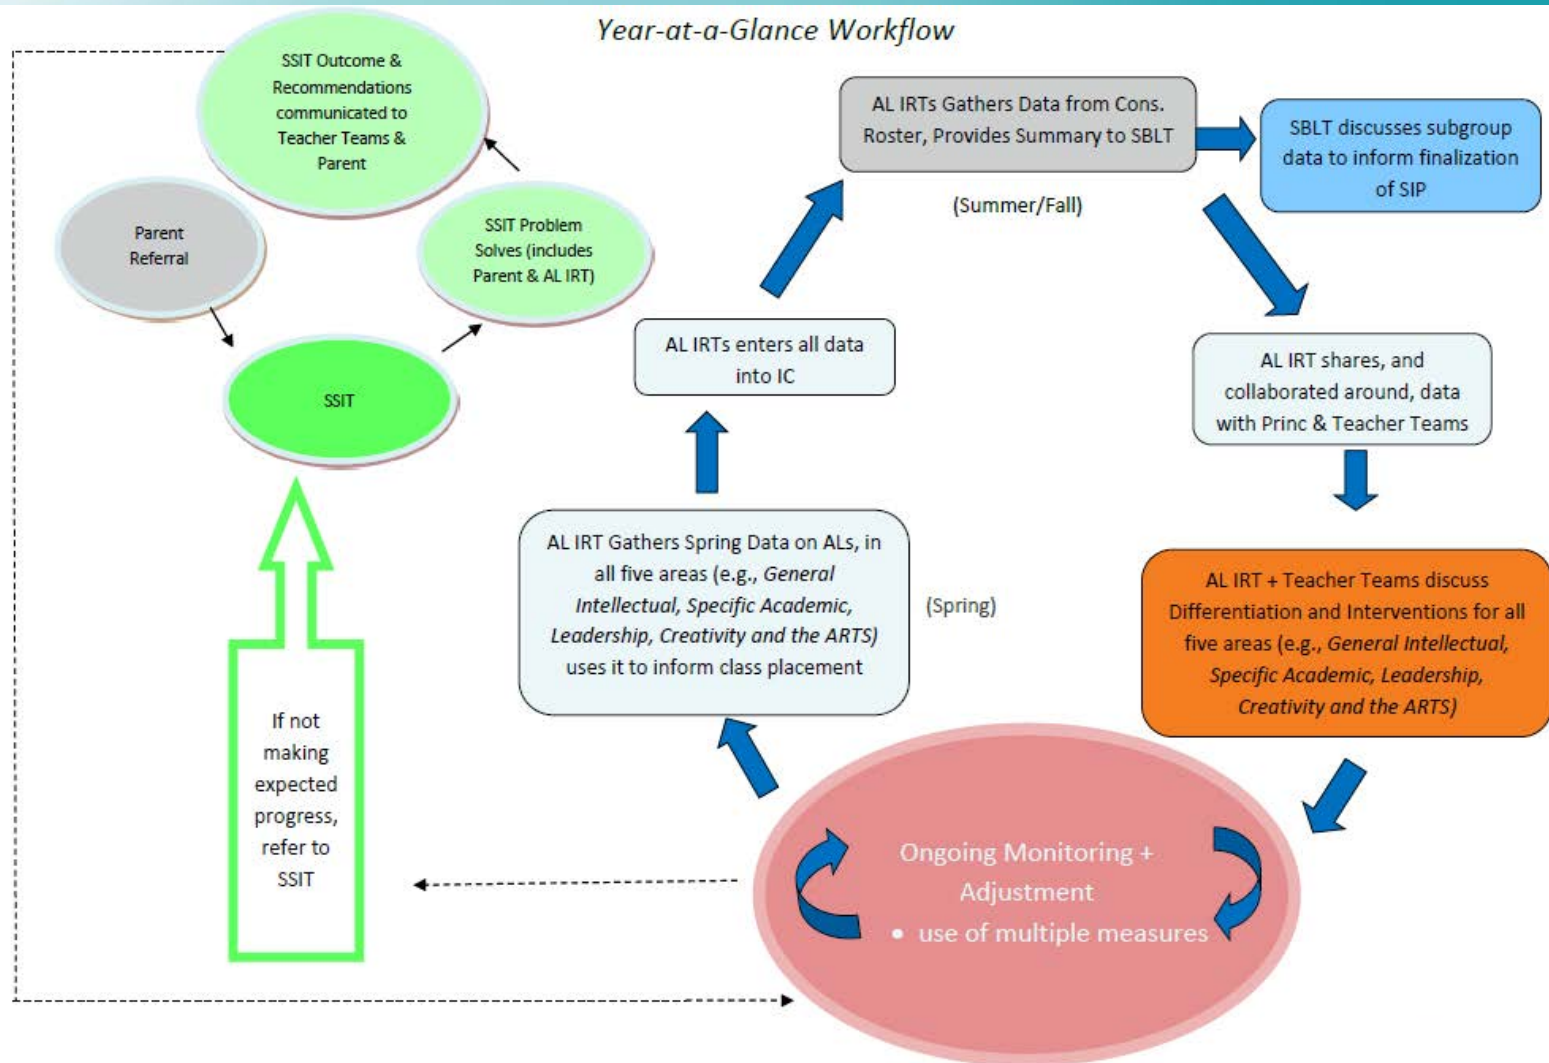 Year-at-a-Glance Workflow
SSIT Outcome &
Recommendations
communicated to
Teacher Teams &
Parent
Parent
Referral
SSIT Problem
Solves (includes
Parent & AL IRT)
SSIT
If not
making
expected
progress,
refer to
SSIT
AL IRTs Gathers Data from Cons.
Roster, Provides Summary to SBLT
(Summer/Fall)
SBLT discusses subgroup
data to inform finalization
of SIP
AL IRTs enters all data
into IC
AL IRT shares, and
collaborated around, data
with Princ & Teacher Teams
AL IRT Gathers Spring Data on ALs, in
all five areas (e.g., General
Intellectual, Specific Academic,
Leadership, Creativity and the ARTS)
uses it to inform class placement
(Spring)
AL IRT + Teacher Teams discuss
Differentiation and Interventions for all
five areas (e.g., General Intellectual,
Specific Academic, Leadership,
Creativity and the ARTS)
Ongoing Monitoring +
Adjustment
• use of multiple measures